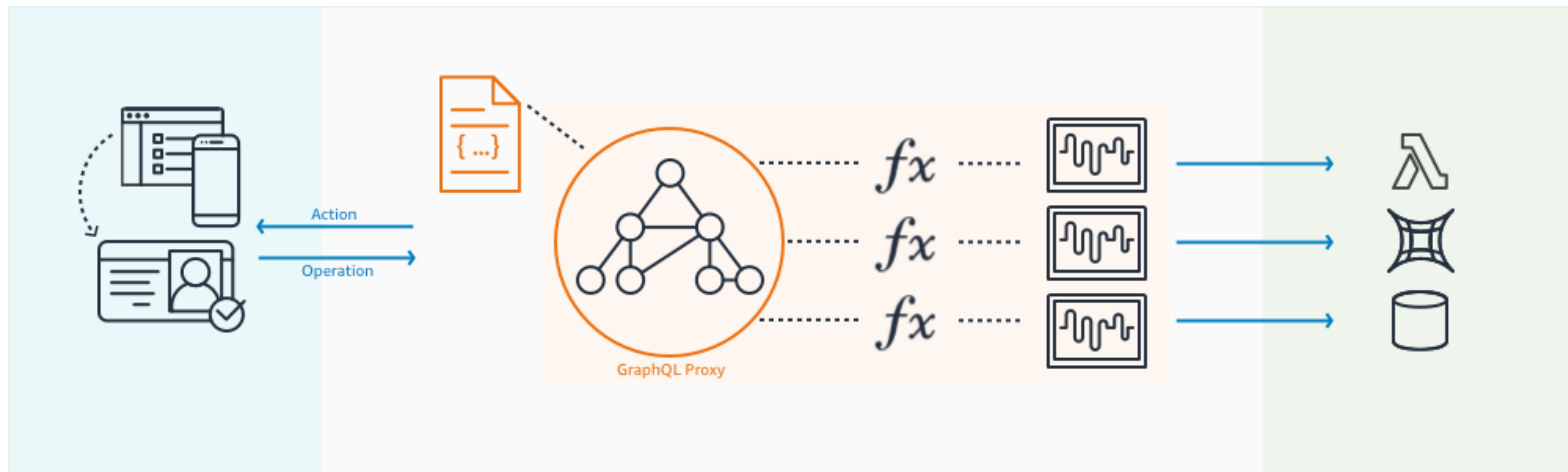 { ...}
Action
Operation
GraphQL Proxy
fx
fx
fx